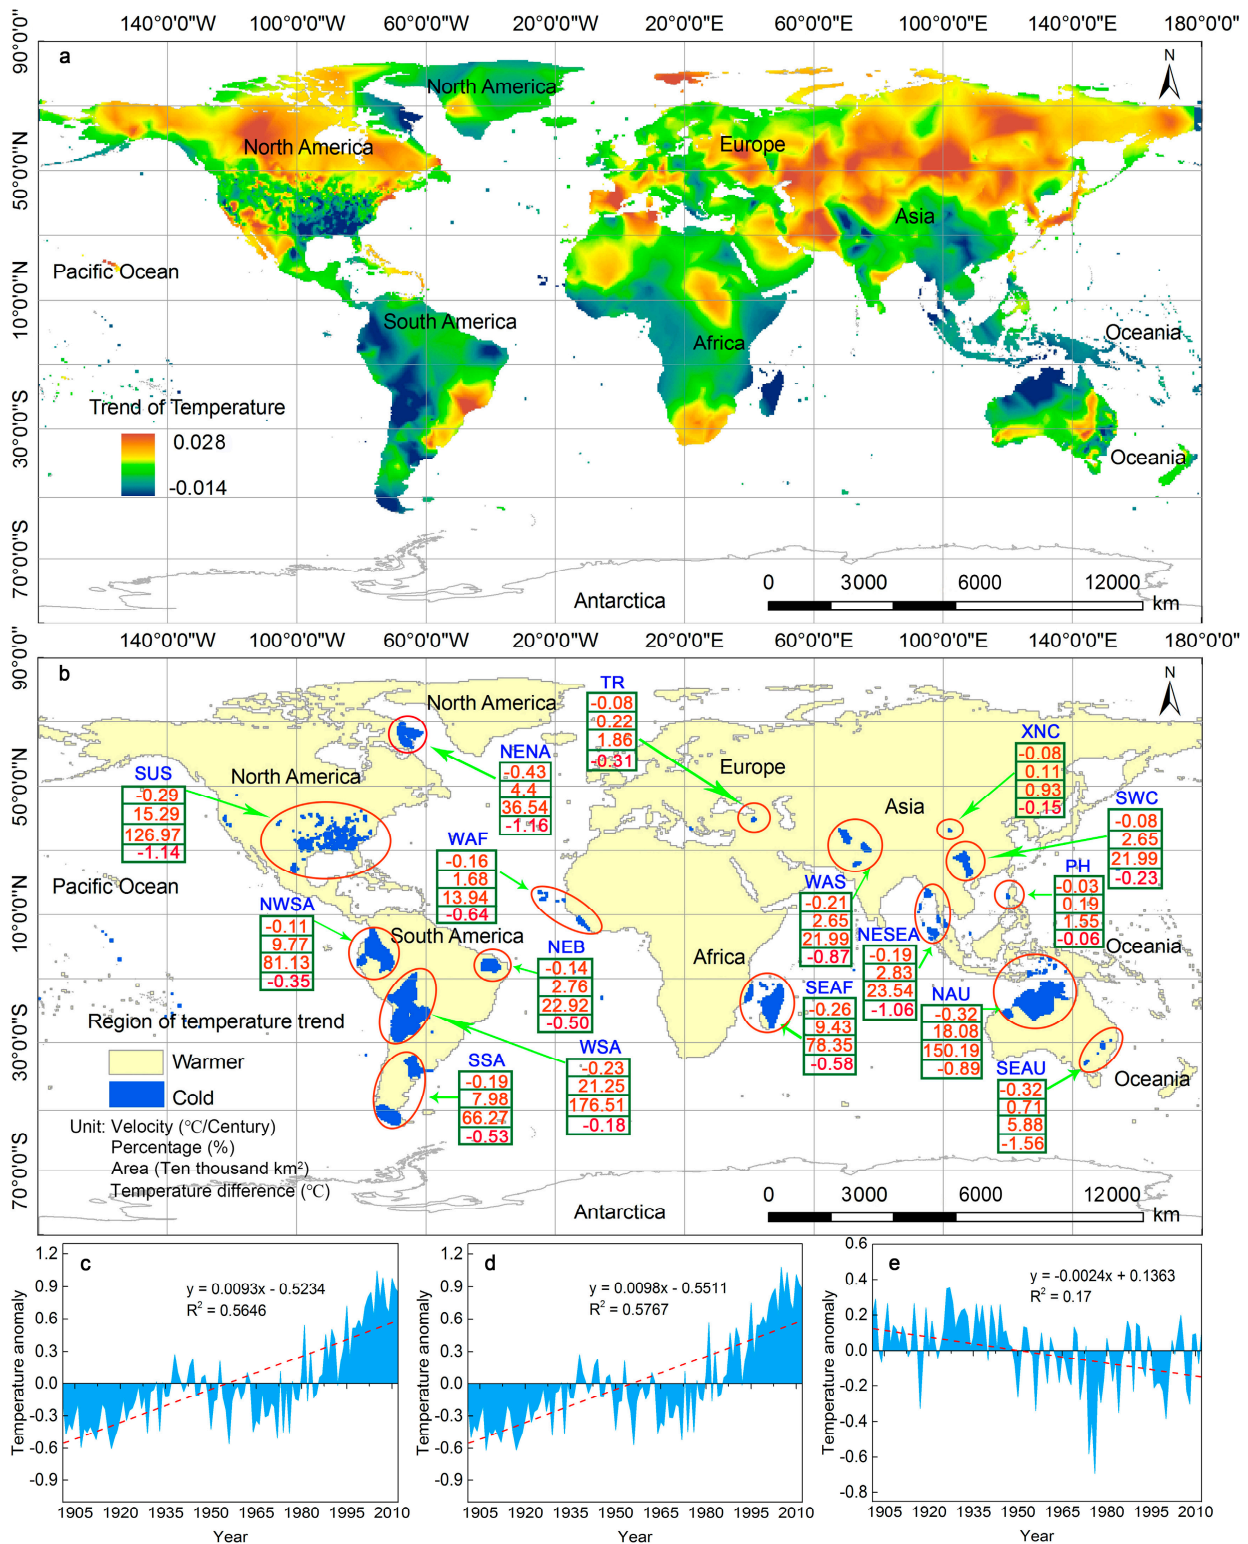 140°0'0"W 100°0'0"W 60°0'0"W 20°0'0"W 20°0'0"E 60°0'0"E 100°0'0"E 140°0'0"E 180°0'0"
90°0'0"N
50°0'0"N
10°0'0"N
30°0'0"S
70°0'0"S
a
N
North America
North America
Europe
Asia
Pacific Ocean
South America
Africa
Oceania
Oceania
Trend of Temperature
0.028
-0.014
0 3000 6000 12000
km
Antarctica
140°0'0"W 100°0'0"W 60°0'0"W 20°0'0"W 20°0'0"E 60°0'0"E 100°0'0"E 140°0'0"E 180°0'0"
90°0'0"N
50°0'0"N
10°0'0"N
30°0'0"S
70°0'0"S
b
N
North America
North America
Europe
Asia
Pacific Ocean
South America
Africa
Oceania
Oceania
TR
-0.08
0.22
1.86
-0.31
XNC
-0.08
0.11
0.93
-0.15
NENA
-0.43
4.4
36.54
-1.16
SUS
-0.29
15.29
126.97
-1.14
SWC
-0.08
2.65
21.99
-0.23
WAF
-0.16
1.68
13.94
-0.64
PH
-0.03
0.19
1.55
-0.06
WAS
-0.21
2.65
21.99
-0.87
NWSA
-0.11
9.77
81.13
-0.35
NESEA
-0.19
2.83
23.54
-1.06
NEB
-0.14
2.76
22.92
-0.50
SEAF
-0.26
9.43
78.35
-0.58
NAU
-0.32
18.08
150.19
-0.89
WSA
-0.23
21.25
176.51
-0.18
SSA
-0.19
7.98
66.27
-0.53
SEAU
-0.32
0.71
5.88
-1.56
Region of temperature trend
Warmer
Cold
Unit: Velocity (℃/Century)
Percentage (%)
Area (Ten thousand km²)
Temperature difference (℃)
0 3000 6000 12000
km
Antarctica
c
y = 0.0093x - 0.5234
R² = 0.5646
Temperature anomaly
1.2
0.9
0.6
0.3
0.0
-0.3
-0.6
-0.9
1905 1920 1935 1950 1965 1980 1995 2010
Year
d
y = 0.0098x - 0.5511
R² = 0.5767
Temperature anomaly
1.2
0.9
0.6
0.3
0.0
-0.3
-0.6
-0.9
1905 1920 1935 1950 1965 1980 1995 2010
Year
e
y = -0.0024x + 0.1363
R² = 0.17
Temperature anomaly
0.6
0.4
0.2
0.0
-0.2
-0.4
-0.6
-0.8
1905 1920 1935 1950 1965 1980 1995 2010
Year